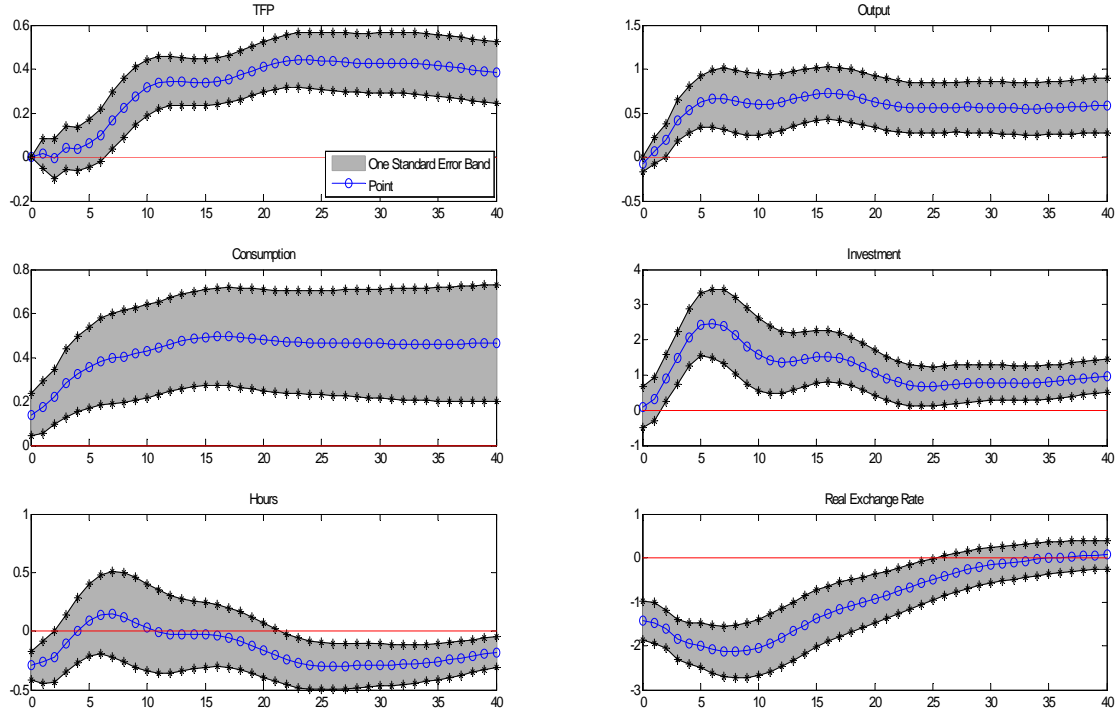 TFP
0.6
0.4
0.2
0
-0.2
0 5 10 15 20 25 30 35 40
One Standard Error Band
Point
Output
1.5
1
0.5
0
-0.5
0 5 10 15 20 25 30 35 40
Consumption
0.8
0.6
0.4
0.2
0
0 5 10 15 20 25 30 35 40
Investment
4
3
2
1
0
-1
0 5 10 15 20 25 30 35 40
Hours
1
0.5
0
-0.5
0 5 10 15 20 25 30 35 40
Real Exchange Rate
1
0
-1
-2
-3
0 5 10 15 20 25 30 35 40